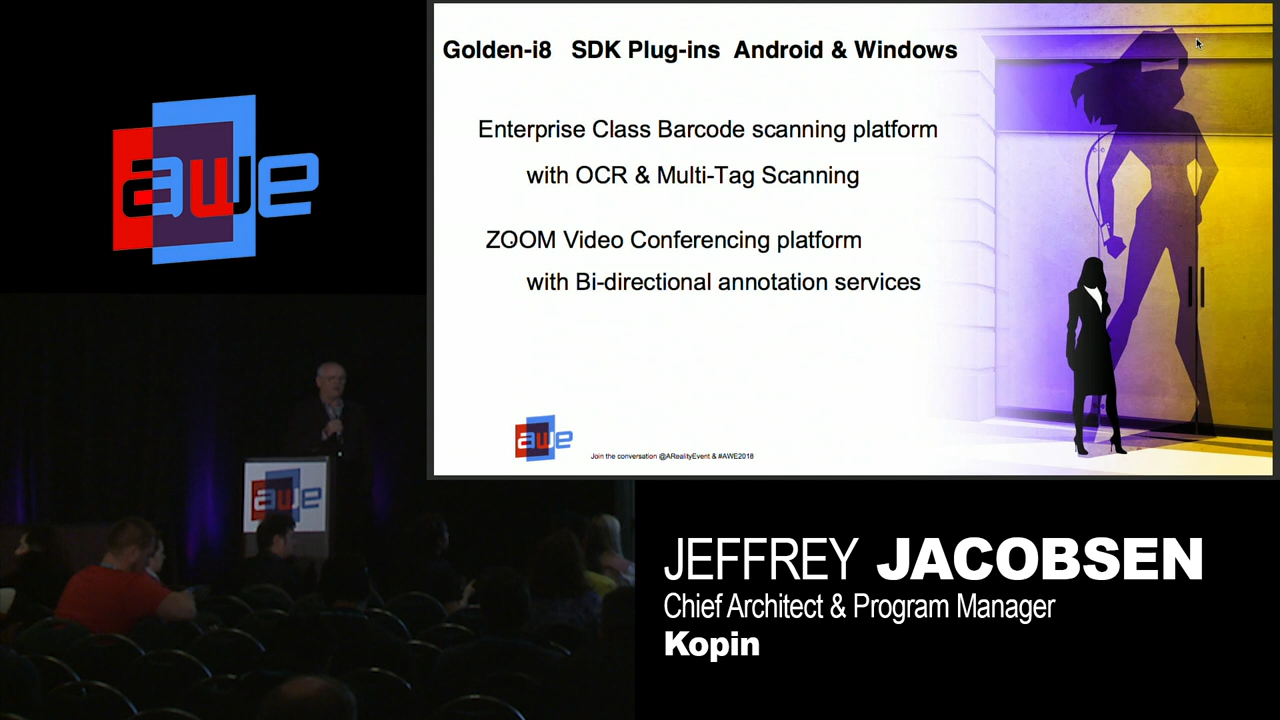 awe
Golden-i8 SDK Plug-ins Android & Windows
Enterprise Class Barcode scanning platform
with OCR & Multi-Tag Scanning
ZOOM Video Conferencing platform
with Bi-directional annotation services
awe
Join the conversation @ARealityEvent & #AWE2018
awe
JEFFREY JACOBSEN
Chief Architect & Program Manager
Kopin